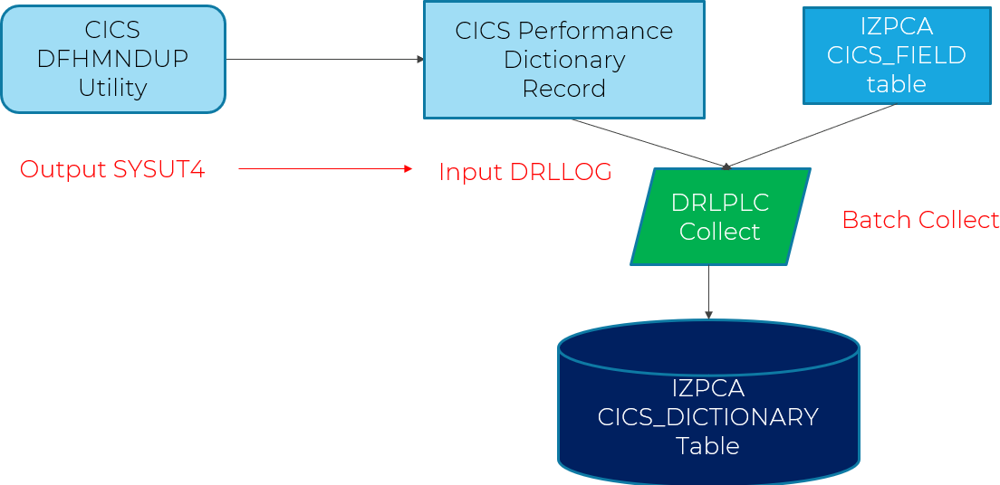 CICS
DFHMNDUP
Utility
CICS Performance
Dictionary
Record
IZPCA
CICS_FIELD
table
Output SYSUT4
Input DRLLOG
DRLPLC
Collect
Batch Collect
IZPCA
CICS_DICTIONARY
Table